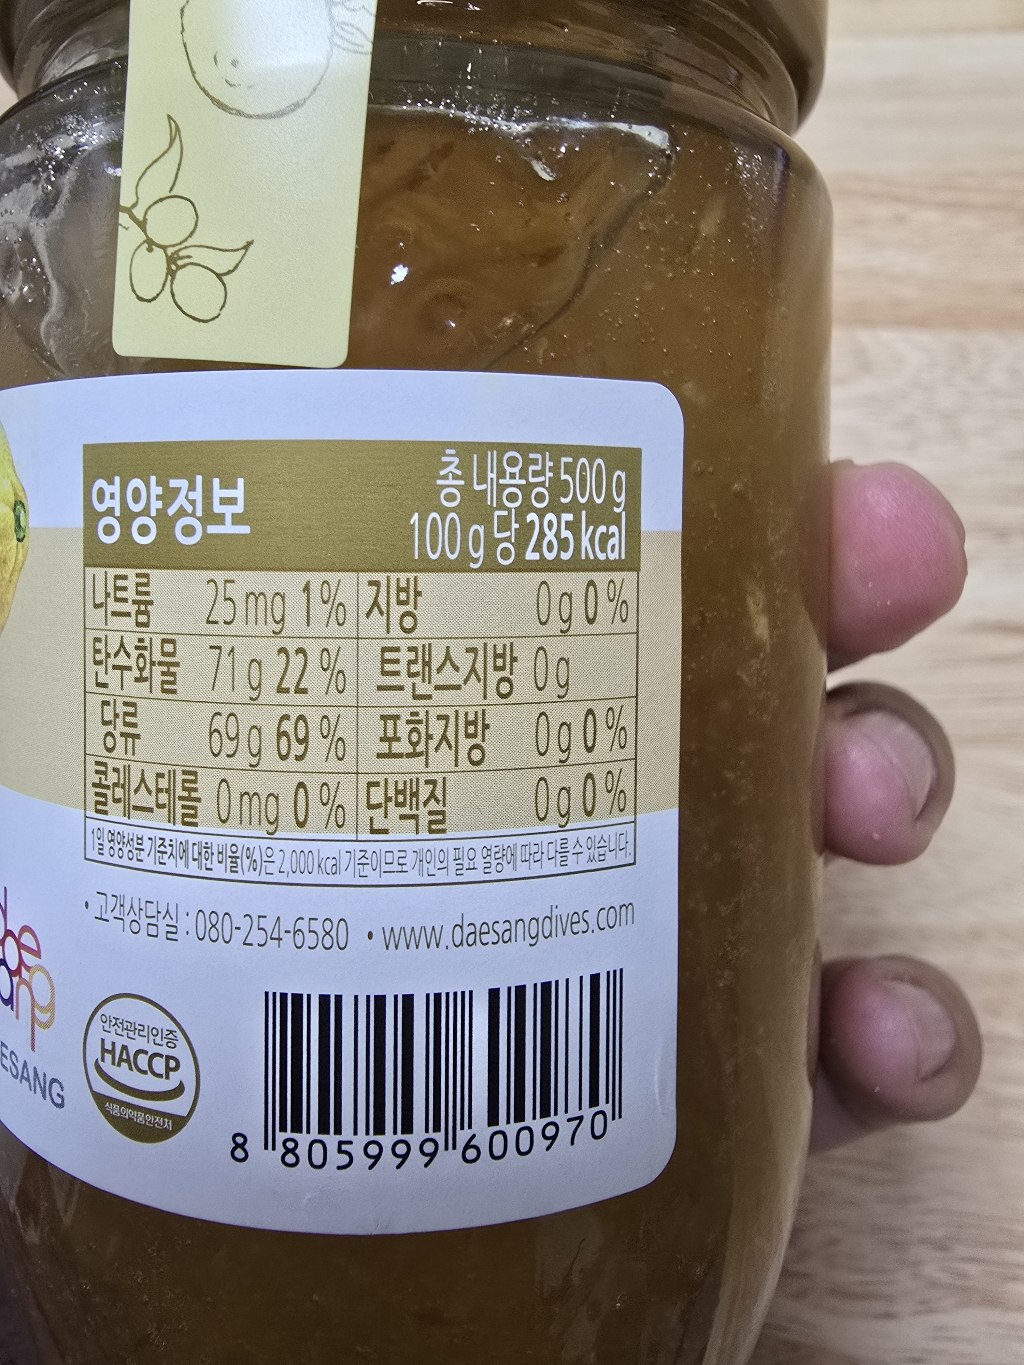 영양정보
총 내용량 500 g
100 g 당 285 kcal
나트륨 25 mg 1 % 지방 0 g 0 %
탄수화물 71 g 22 % 트랜스지방 0 g
당류 69 g 69 % 포화지방 0 g 0 %
콜레스테롤 0 mg 0 % 단백질 0 g 0 %
1일 영양성분 기준치에 대한 비율(%)은 2,000 kcal 기준이므로 개인의 필요 열량에 따라 다를 수 있습니다.
• 고객상담실 : 080-254-6580 • www.daesangdives.com
ESANG
안전관리인증
HACCP
식품의약품안전처
8 805999 600970